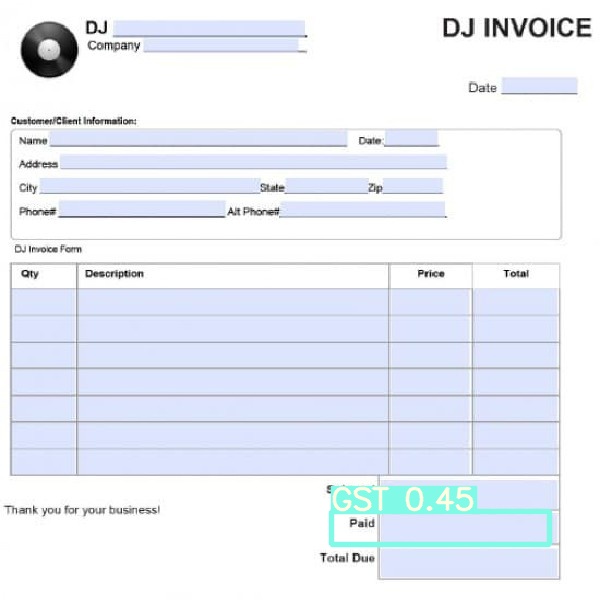 DJ
DJ INVOICE
Company
Date
Customer/Client Information:
Name Date:
Address
City State Zip
Phone# Alt Phone#
DJ Invoice Form
Qty Description Price Total
GST 0.45
Thank you for your business!
Paid
Total Due